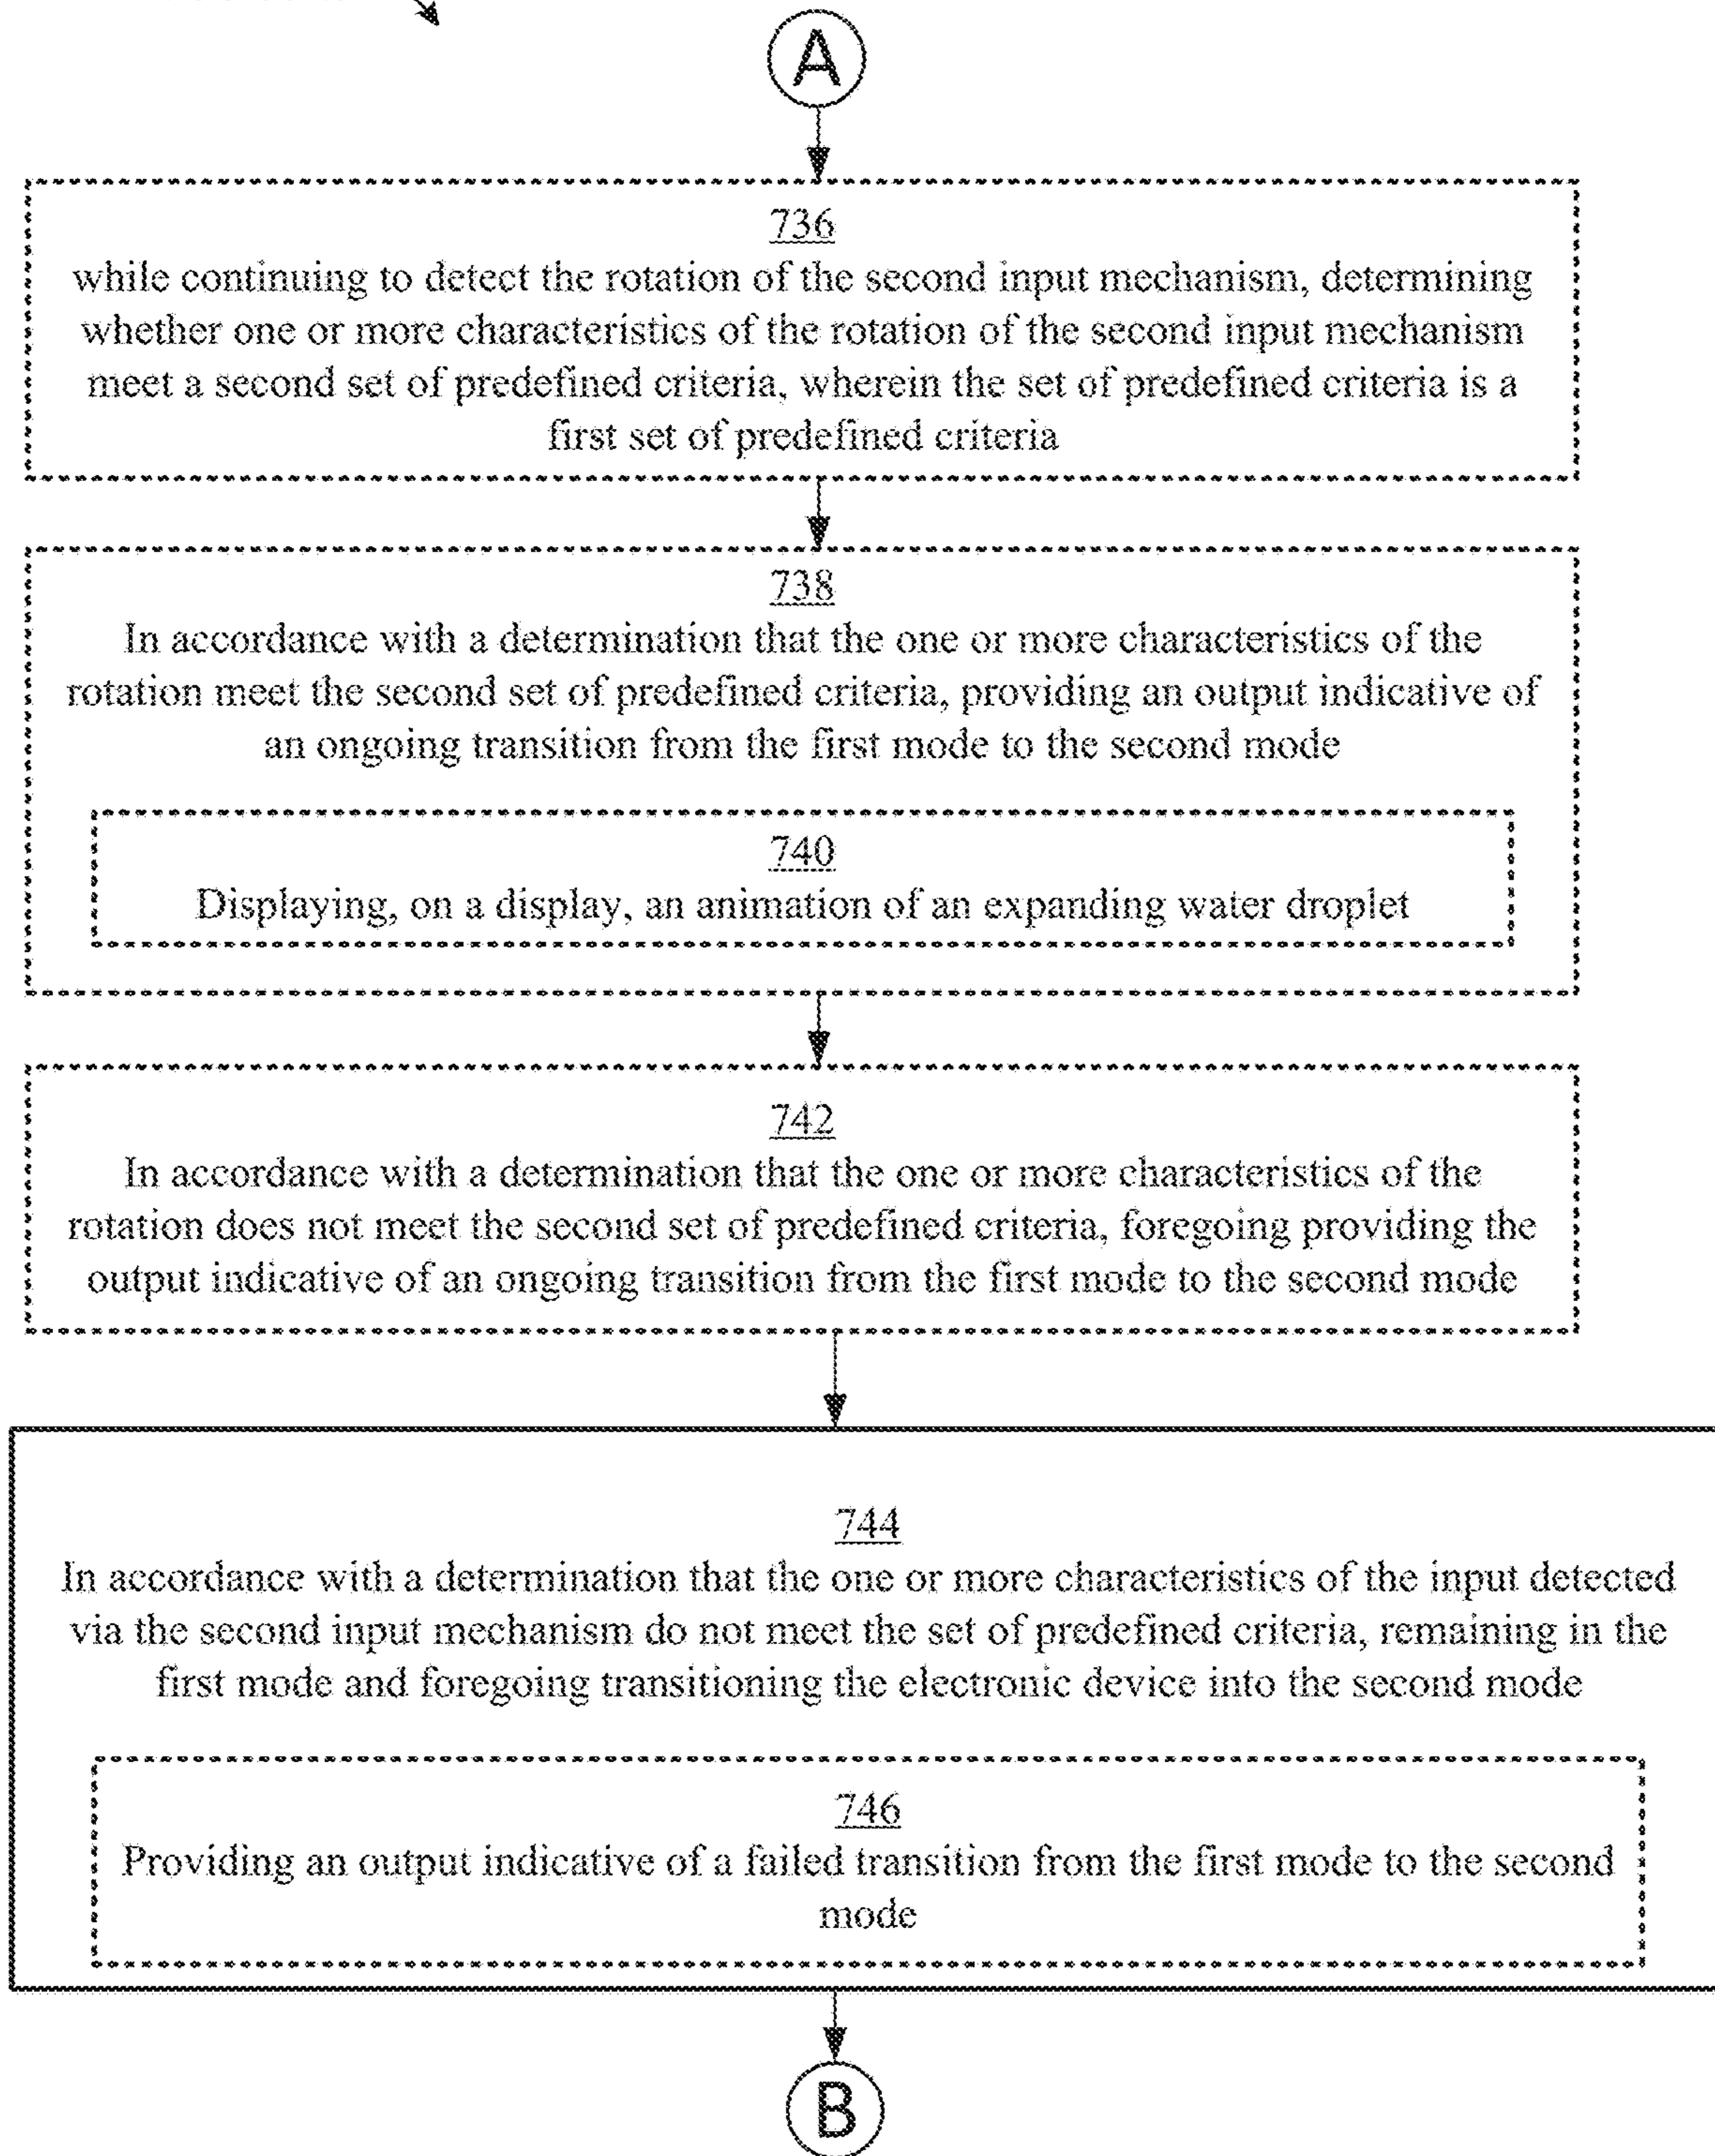 A
736
while continuing to detect the rotation of the second input mechanism, determining
whether one or more characteristics of the rotation of the second input mechanism
meet a second set of predefined criteria, wherein the set of predefined criteria is a
first set of predefined criteria
738
In accordance with a determination that the one or more characteristics of the
rotation meet the second set of predefined criteria, providing an output indicative of
an ongoing transition from the first mode to the second mode
740
Displaying, on a display, an animation of an expanding water droplet
742
In accordance with a determination that the one or more characteristics of the
rotation does not meet the second set of predefined criteria, foregoing providing the
output indicative of an ongoing transition from the first mode to the second mode
744
In accordance with a determination that the one or more characteristics of the input detected
via the second input mechanism do not meet the set of predefined criteria, remaining in the
first mode and foregoing transitioning the electronic device into the second mode
746
Providing an output indicative of a failed transition from the first mode to the second
mode
B